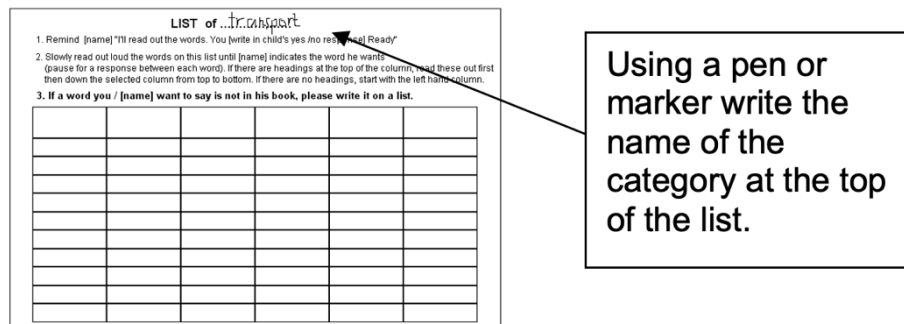 LIST of ....transport
1. Remind [name] "I'll read out the words. You [write in child's yes /no response] Ready"
2. Slowly read out loud the words on this list until [name] indicates the word he wants
(pause for a response between each word). If there are headings at the top of the column, read these out first
then down the selected column from top to bottom. If there are no headings, start with the left hand column.
3. If a word you / [name] want to say is not in his book, please write it on a list.
Using a pen or
marker write the
name of the
category at the top
of the list.